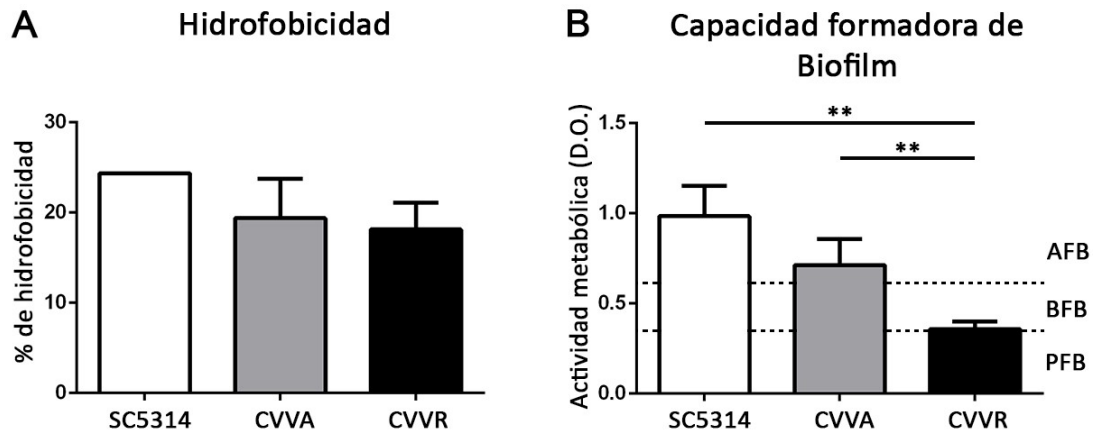 A
Hidrofobicidad
% de hidrofobicidad
30
20
10
0
SC5314 CVVA CVVR
B
Capacidad formadora de
Biofilm
Actividad metabólica (D.O.)
1.5
1.0
0.5
0.0
**
**
AFB
BFB
PFB
SC5314 CVVA CVVR